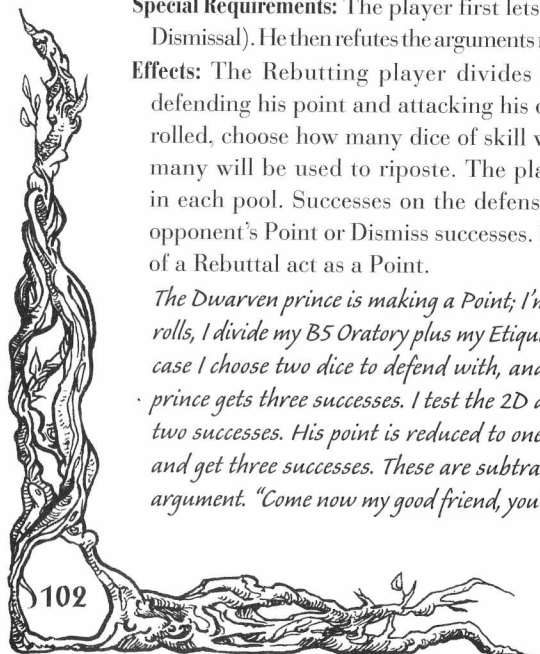 Special Requirements: The player first lets
Dismissal). He then refutes the arguments
Effects: The Rebutting player divides
defending his point and attacking his
rolled, choose how many dice of skill
many will be used to riposte. The
in each pool. Successes on the
opponent's Point or Dismiss successes.
of a Rebuttal act as a Point.
The Dwarven prince is making a Point;
rolls, I divide my B5 Oratory plus my
case I choose two dice to defend with, and
prince gets three successes. I test the 2D
two successes. His point is reduced to one
and get three successes. These are
argument. "Come now my good friend, you
102